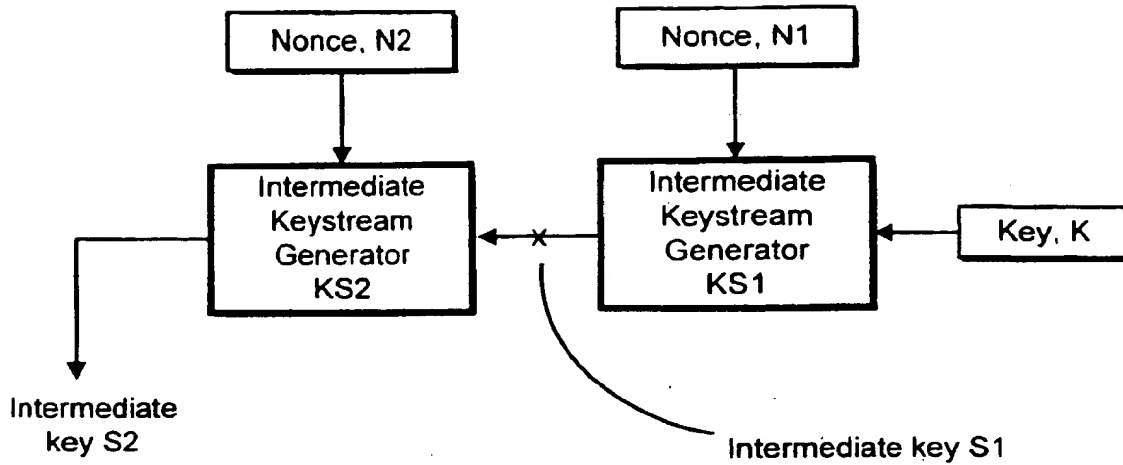 Nonce, N2
Nonce, N1
Intermediate
Keystream
Generator
KS2
Intermediate
Keystream
Generator
KS1
Key, K
Intermediate
key S2
Intermediate key S1